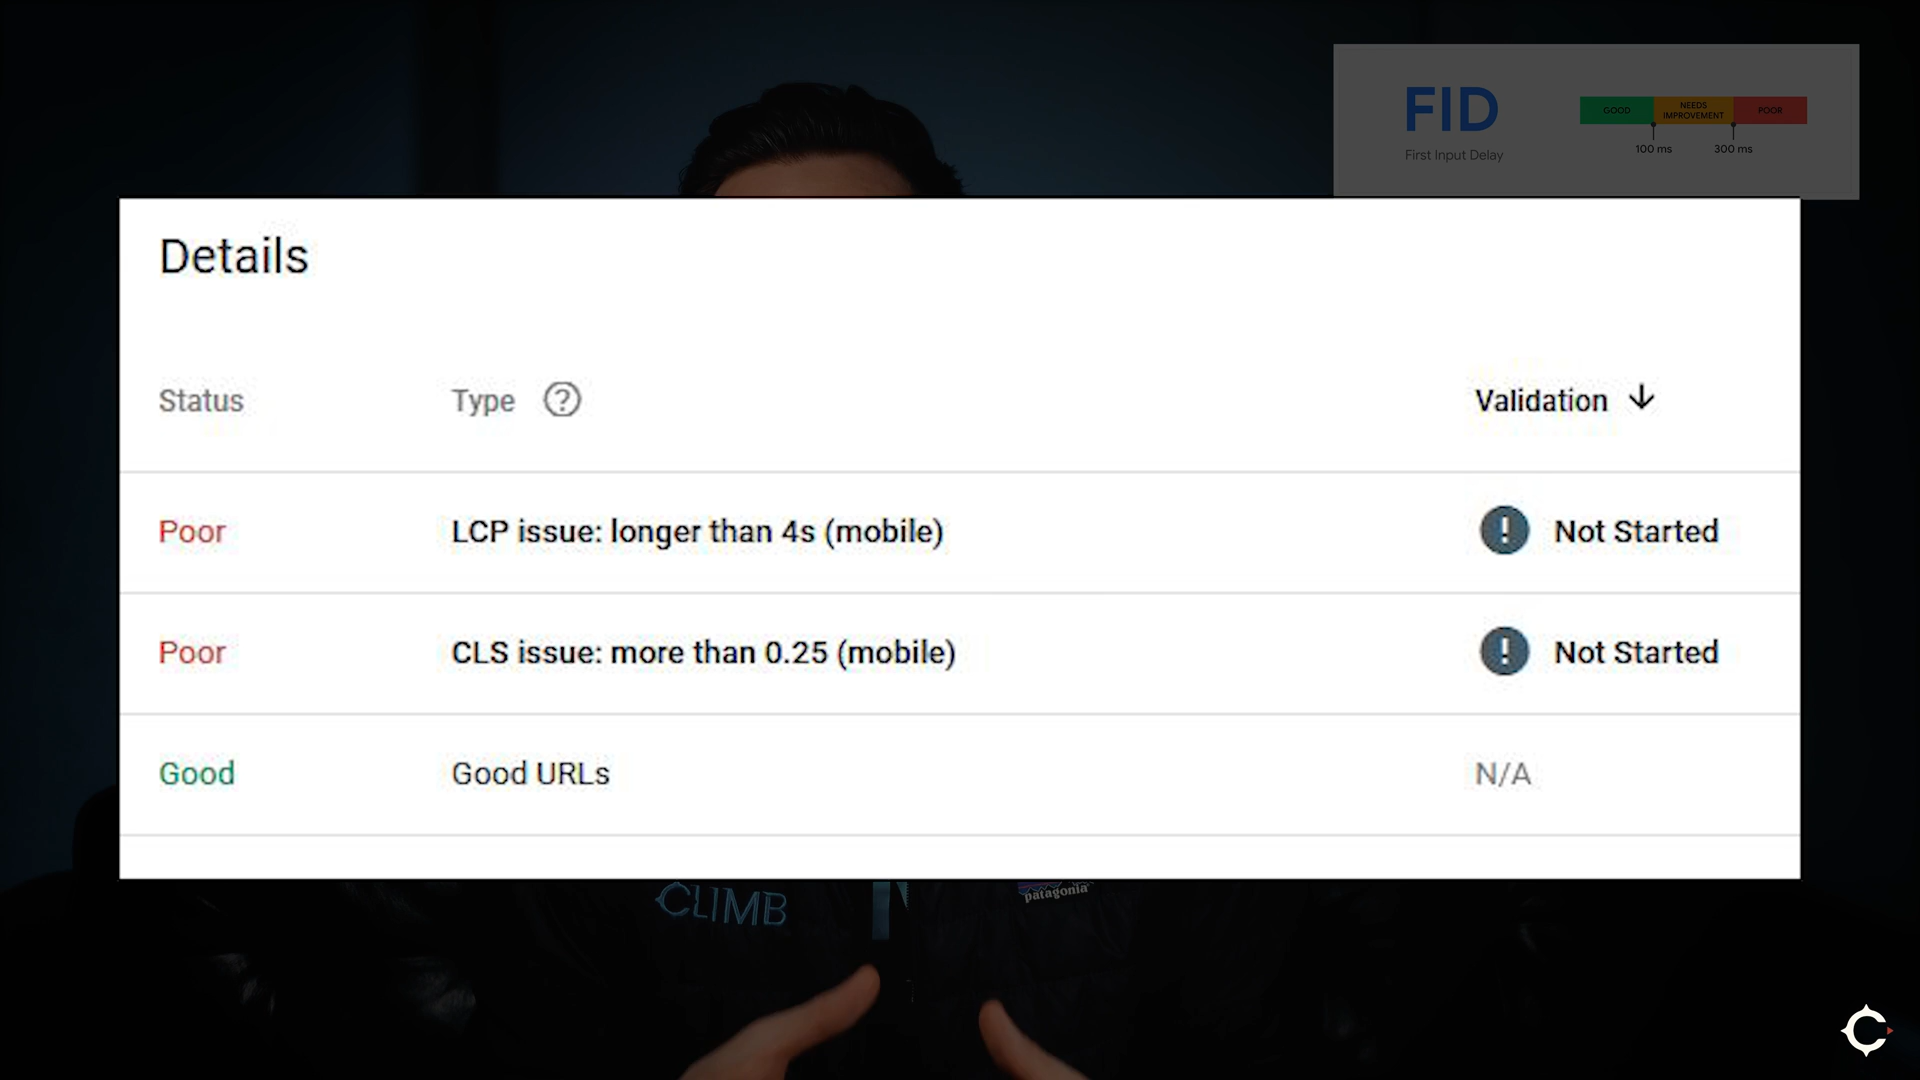 FID
First Input Delay
GOOD
NEEDS
IMPROVEMENT
POOR
100 ms
300 ms
Details
Status
Type
Validation
Poor
LCP issue: longer than 4s (mobile)
Not Started
Poor
CLS issue: more than 0.25 (mobile)
Not Started
Good
Good URLs
N/A
CLIMB
patagonia